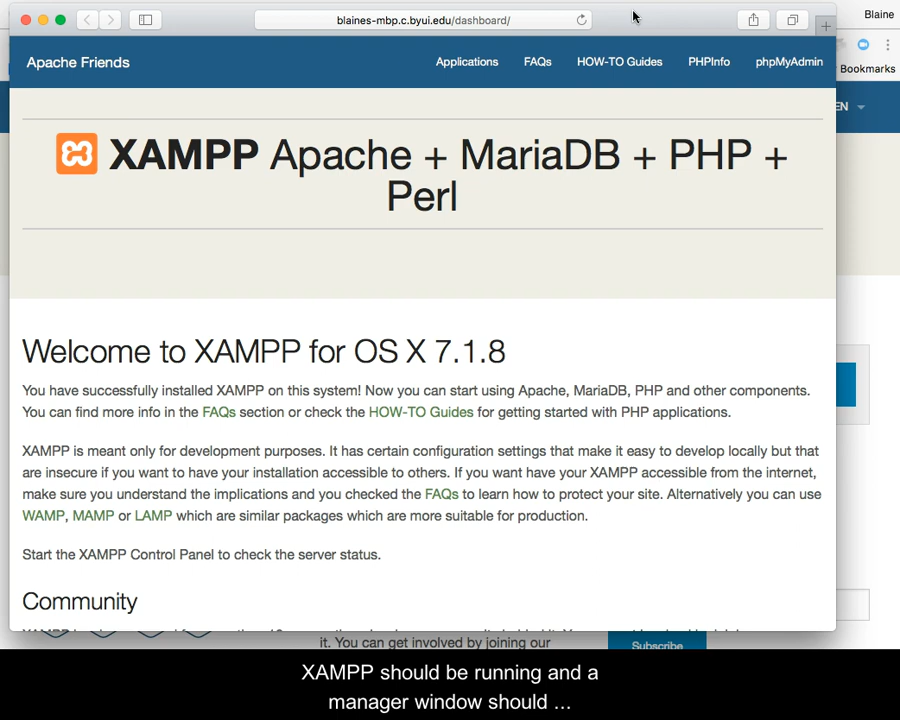 Blaine
blaines-mbp.c.byui.edu/dashboard/
Bookmarks
Apache Friends
Applications
FAQs
HOW-TO Guides
PHPInfo
phpMyAdmin
EN
XAMPP Apache + MariaDB + PHP +
Perl
Welcome to XAMPP for OS X 7.1.8
You have successfully installed XAMPP on this system! Now you can start using Apache, MariaDB, PHP and other components.
You can find more info in the FAQs section or check the HOW-TO Guides for getting started with PHP applications.
XAMPP is meant only for development purposes. It has certain configuration settings that make it easy to develop locally but that
are insecure if you want to have your installation accessible to others. If you want have your XAMPP accessible from the internet,
make sure you understand the implications and you checked the FAQs to learn how to protect your site. Alternatively you can use
WAMP, MAMP or LAMP which are similar packages which are more suitable for production.
Start the XAMPP Control Panel to check the server status.
Community
it. You can get involved by joining our
Subscribe
XAMPP should be running and a
manager window should ...